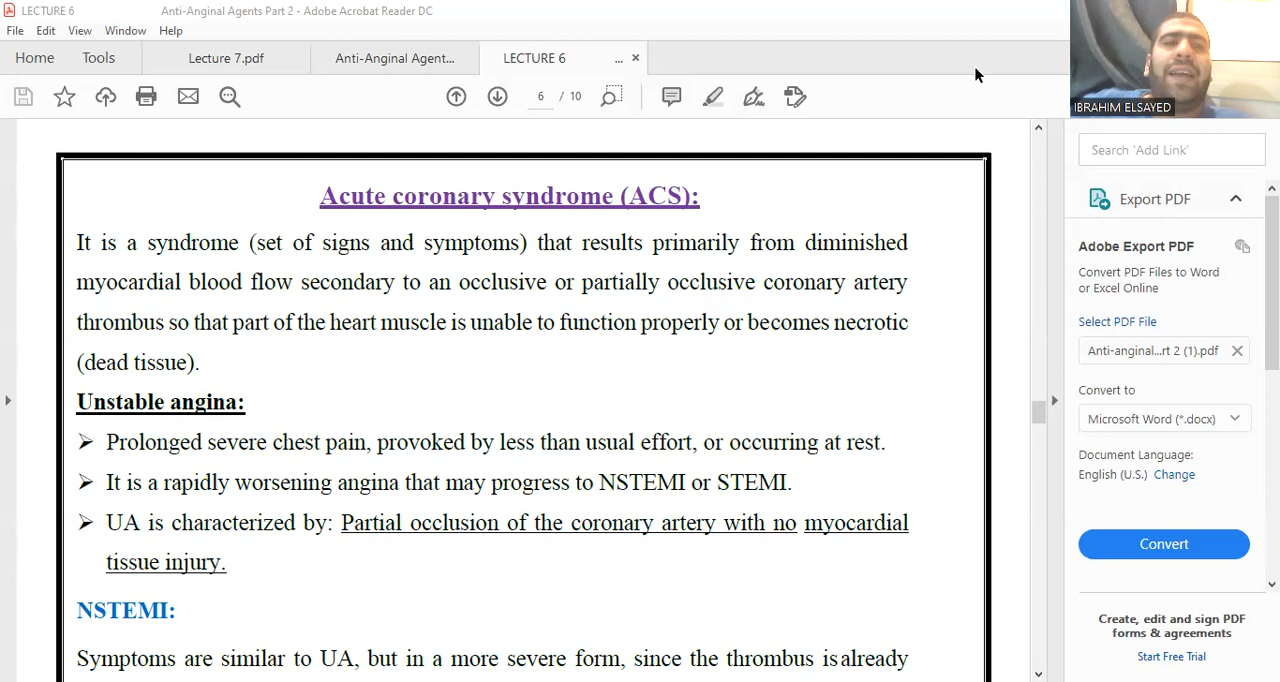 LECTURE 6
Anti-Anginal Agents Part 2 - Adobe Acrobat Reader DC
File Edit View Window Help
Home Tools Lecture 7.pdf Anti-Anginal Agent... LECTURE 6 ... ×
6 / 10
IBRAHIM ELSAYED
Acute coronary syndrome (ACS):
It is a syndrome (set of signs and symptoms) that results primarily from diminished
myocardial blood flow secondary to an occlusive or partially occlusive coronary artery
thrombus so that part of the heart muscle is unable to function properly or becomes necrotic
(dead tissue).
Unstable angina:
➢ Prolonged severe chest pain, provoked by less than usual effort, or occurring at rest.
➢ It is a rapidly worsening angina that may progress to NSTEMI or STEMI.
➢ UA is characterized by: Partial occlusion of the coronary artery with no myocardial
tissue injury.
NSTEMI:
Symptoms are similar to UA, but in a more severe form, since the thrombus is already
Search 'Add Link'
Export PDF
Adobe Export PDF
Convert PDF Files to Word
or Excel Online
Select PDF File
Anti-anginal...rt 2 (1).pdf
Convert to
Microsoft Word (*.docx)
Document Language:
English (U.S.) Change
Convert
Create, edit and sign PDF
forms & agreements
Start Free Trial